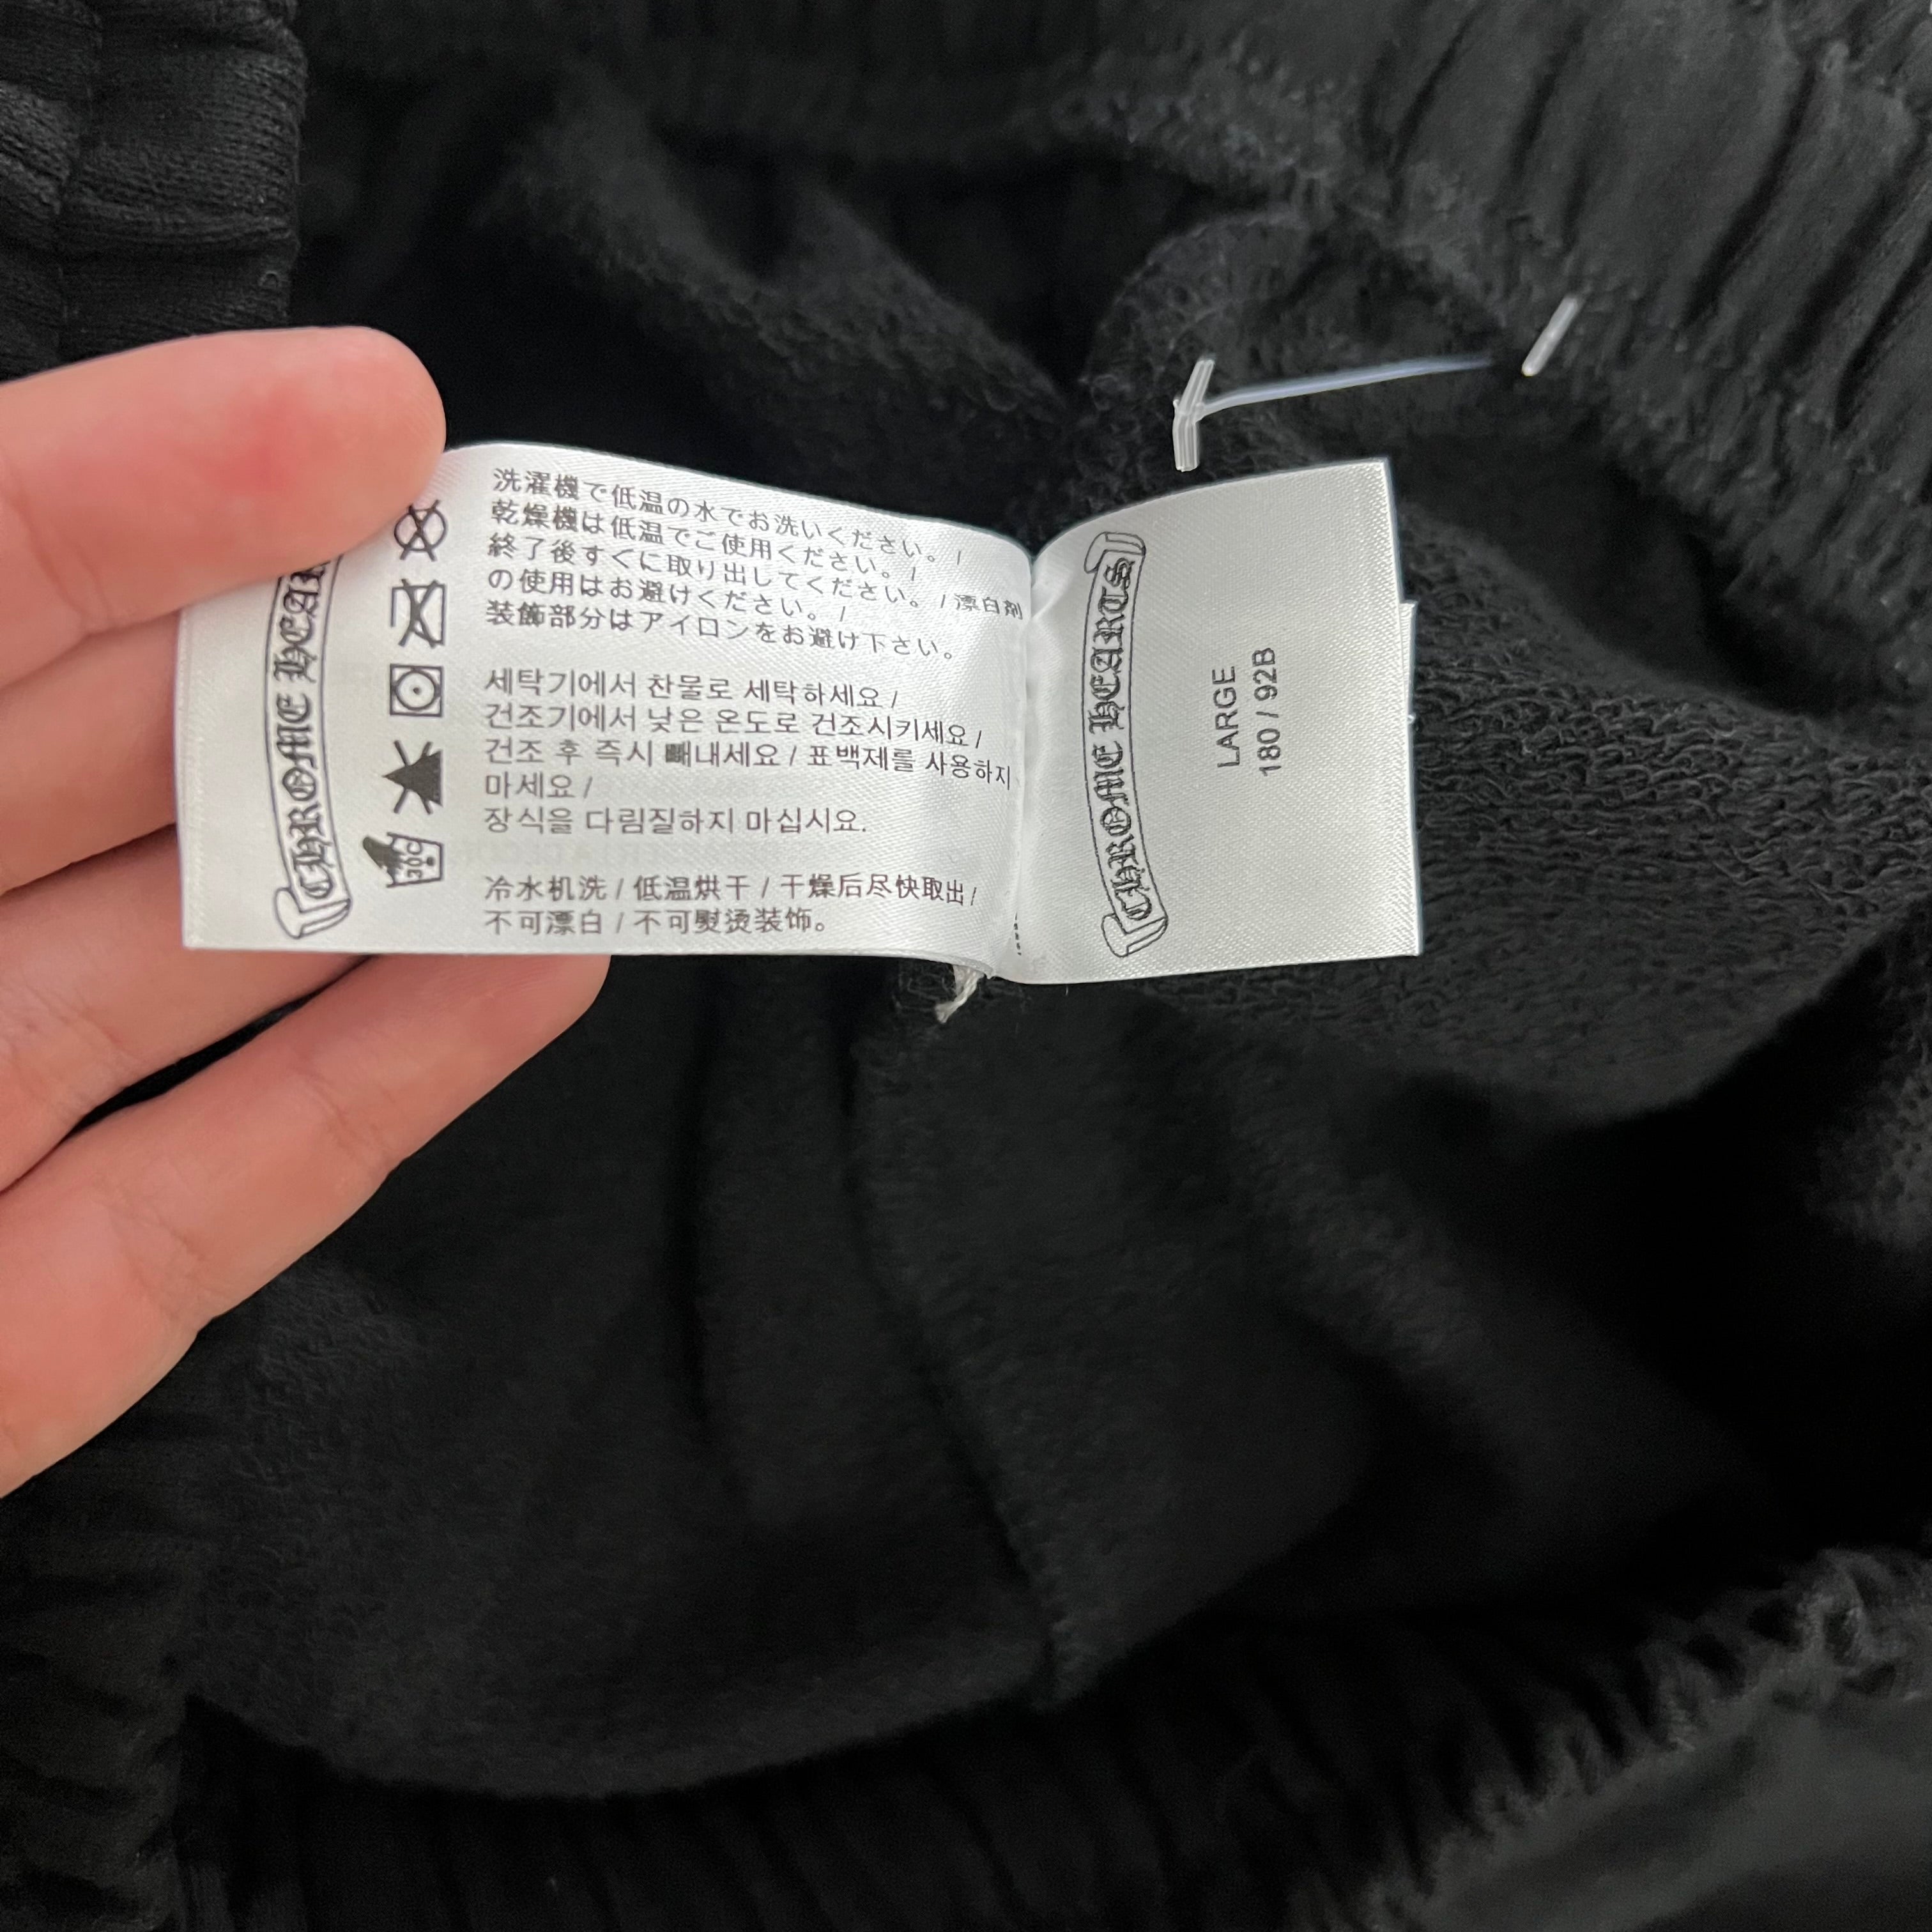 洗濯機で低温の水でお洗いください。 /
乾燥機は低温でご使用ください。 /
終了後すぐに取り出してください。 / 漂白剤
の使用はお避けください。 /
装飾部分はアイロンをお避け下さい。
세탁기에서 찬물로 세탁하세요 /
건조기에서 낮은 온도로 건조시키세요 /
건조 후 즉시 빼내세요 / 표백제를 사용하지
마세요 /
장식을 다림질하지 마십시오.
冷水机洗 / 低温烘干 / 干燥后尽快取出 /
不可漂白 / 不可熨烫装饰。
30C
CHROME HEAR
CHROME HEARTS
LARGE
180 / 92B